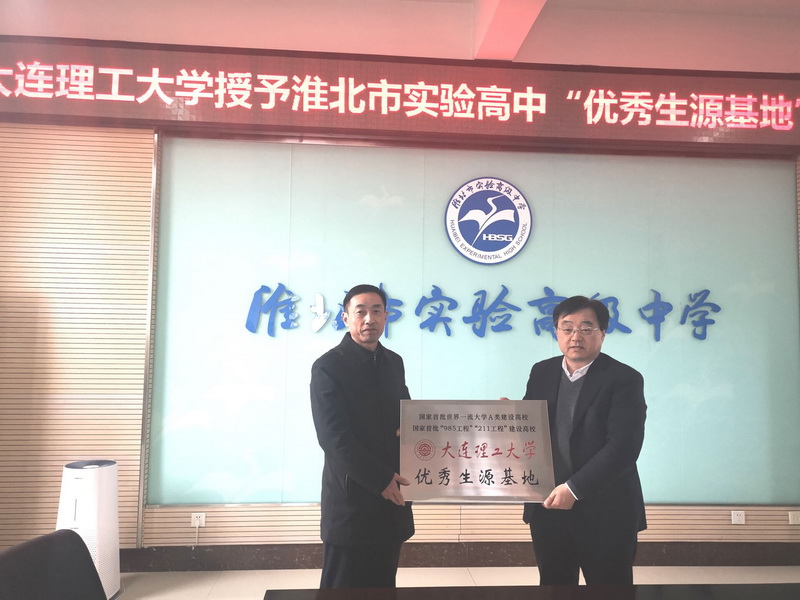 大连理工大学授予淮北市实验高中“优秀生源基地”
淮北市实验高级中学
HBSG
HUAIBEI EXPERIMENTAL HIGH SCHOOL
淮北市实验高级中学
国家首批世界一流大学A类建设高校
国家首批“985工程”“211工程”建设高校
大连理工大学
优秀生源基地